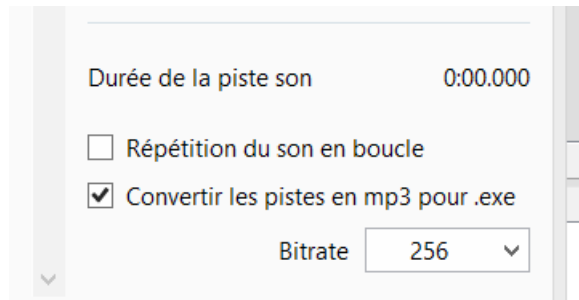 Durée de la piste son 0:00.000
Répétition du son en boucle
Convertir les pistes en mp3 pour .exe
Bitrate 256